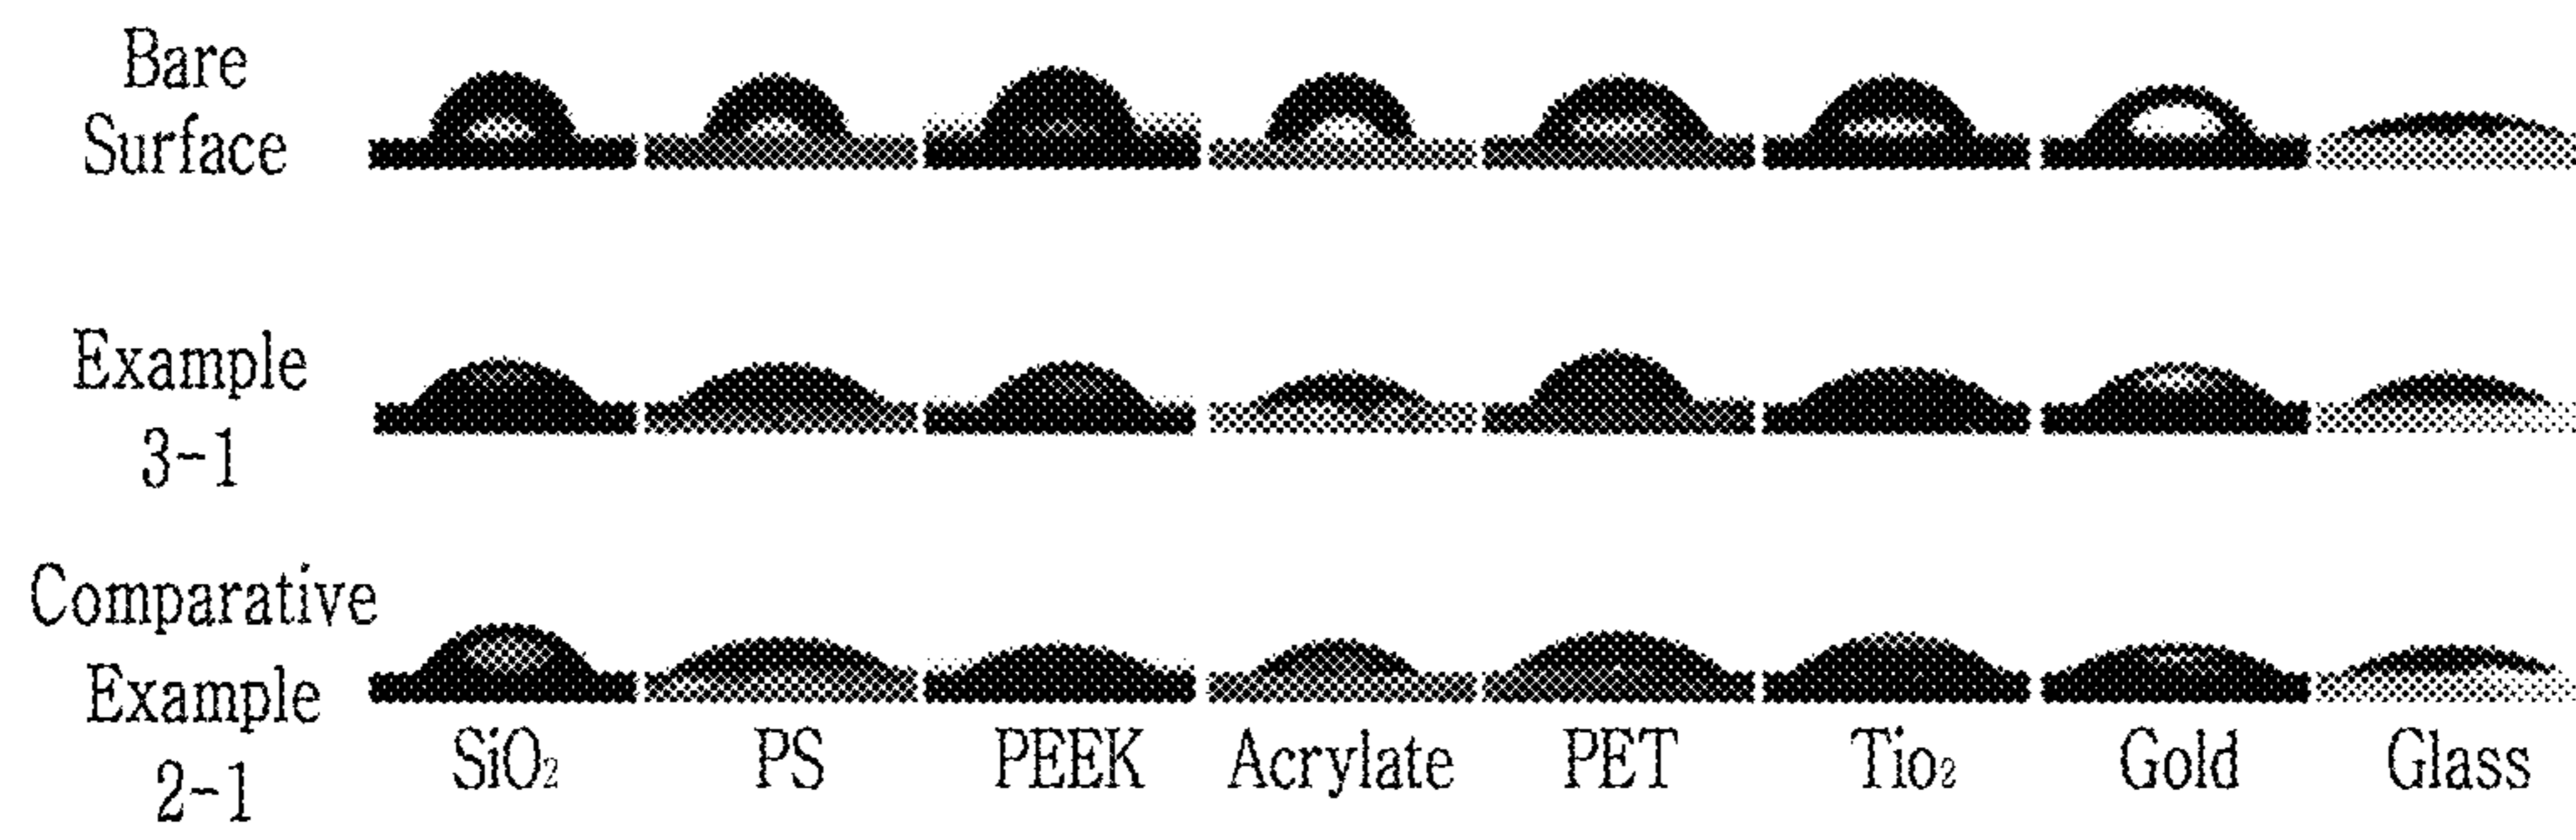 Bare
Surface
Example
3-1
Comparative
Example
2-1
SiO₂ PS PEEK Acrylate PET Tio₂ Gold Glass